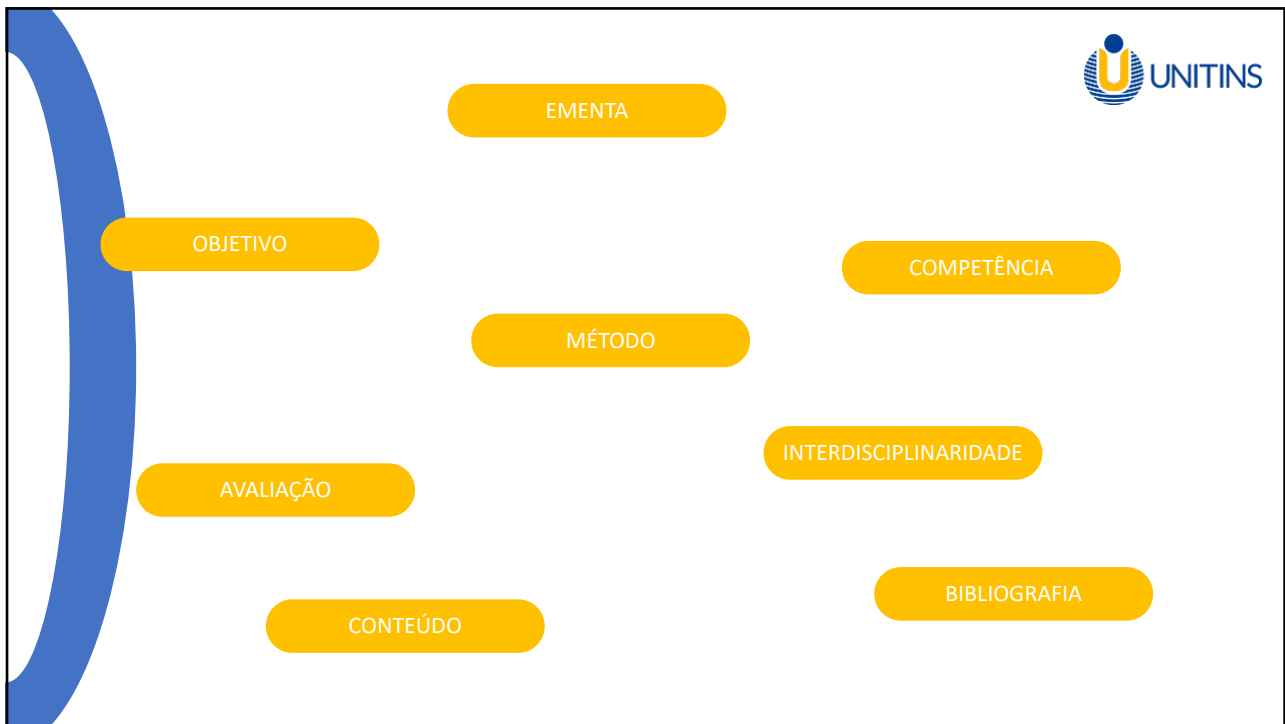 UNITINS
EMENTA
OBJETIVO
COMPETÊNCIA
MÉTODO
INTERDISCIPLINARIDADE
AVALIAÇÃO
BIBLIOGRAFIA
CONTEÚDO